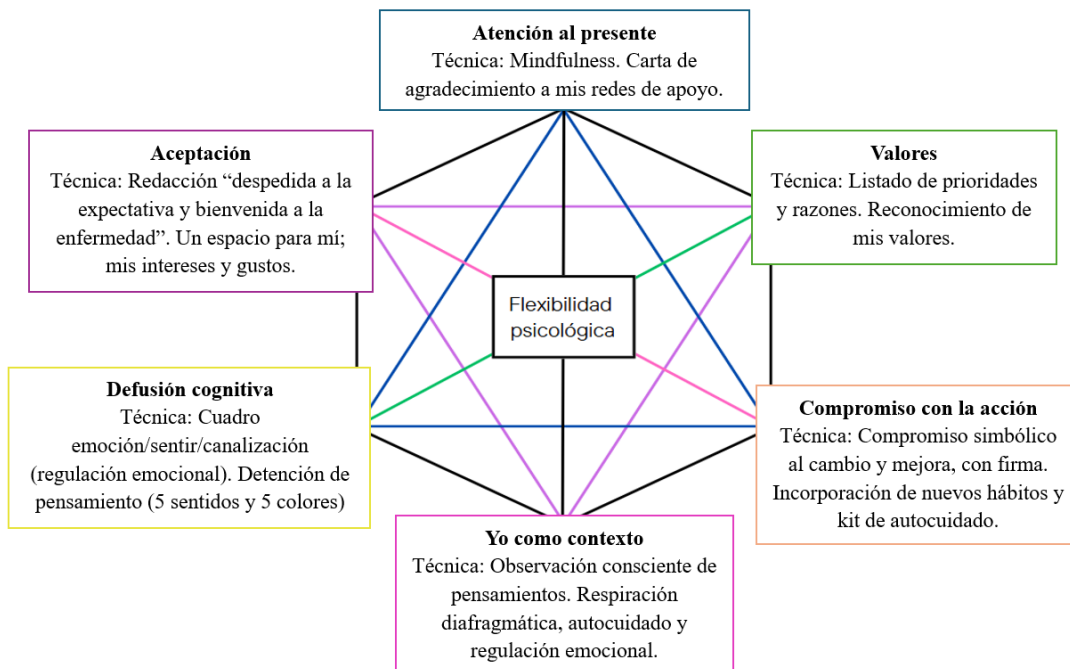 Atención al presente
Técnica: Mindfulness. Carta de
agradecimiento a mis redes de apoyo.
Aceptación
Técnica: Redacción “despedida a la
expectativa y bienvenida a la
enfermedad”. Un espacio para mí;
mis intereses y gustos.
Valores
Técnica: Listado de prioridades
y razones. Reconocimiento de
mis valores.
Flexibilidad
psicológica
Defusión cognitiva
Técnica: Cuadro
emoción/sentir/canalización
(regulación emocional). Detención de
pensamiento (5 sentidos y 5 colores)
Compromiso con la acción
Técnica: Compromiso simbólico
al cambio y mejora, con firma.
Incorporación de nuevos hábitos y
kit de autocuidado.
Yo como contexto
Técnica: Observación consciente de
pensamientos. Respiración
diafragmática, autocuidado y
regulación emocional.